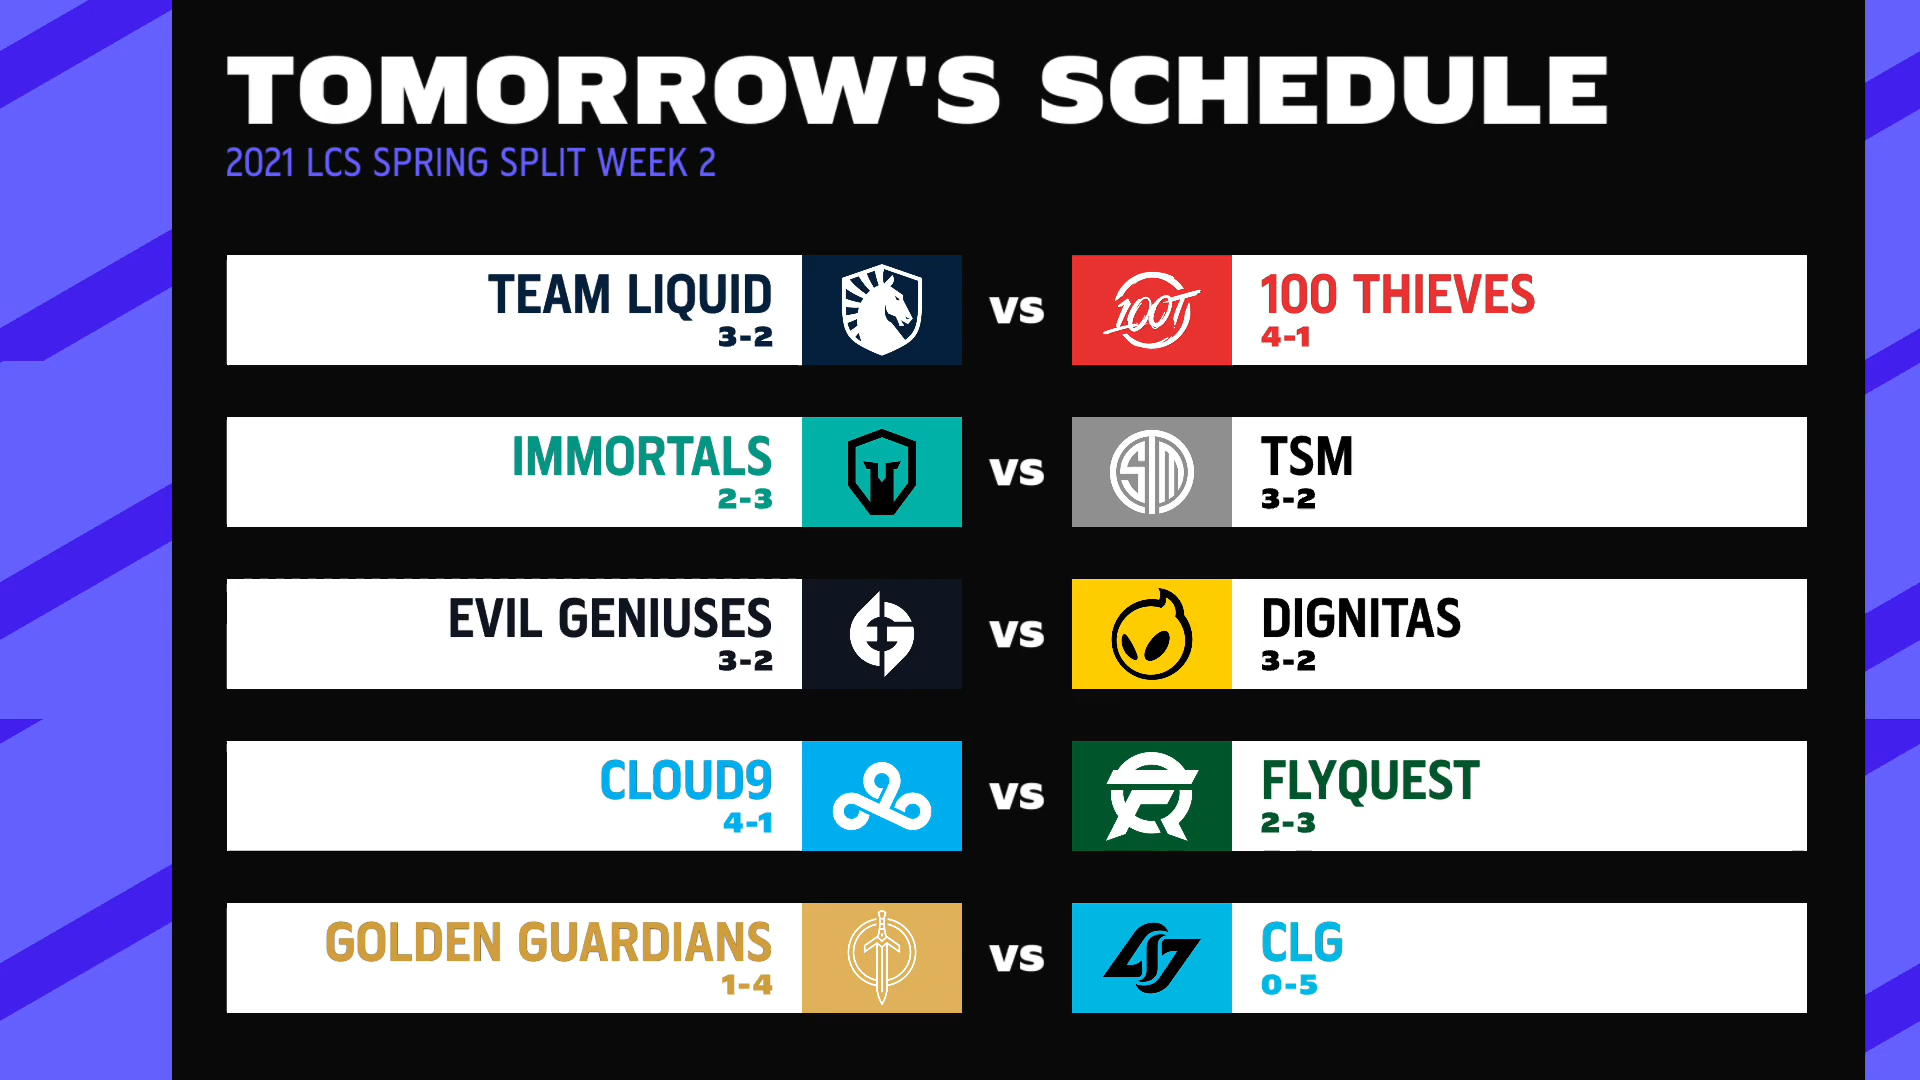 TOMORROW'S SCHEDULE
2021 LCS SPRING SPLIT WEEK 2
TEAM LIQUID
3-2
VS
100T
100 THIEVES
4-1
IMMORTALS
2-3
VS
TSM
3-2
EVIL GENIUSES
3-2
VS
DIGNITAS
3-2
CLOUD9
4-1
VS
FLYQUEST
2-3
GOLDEN GUARDIANS
1-4
VS
CLG
0-5